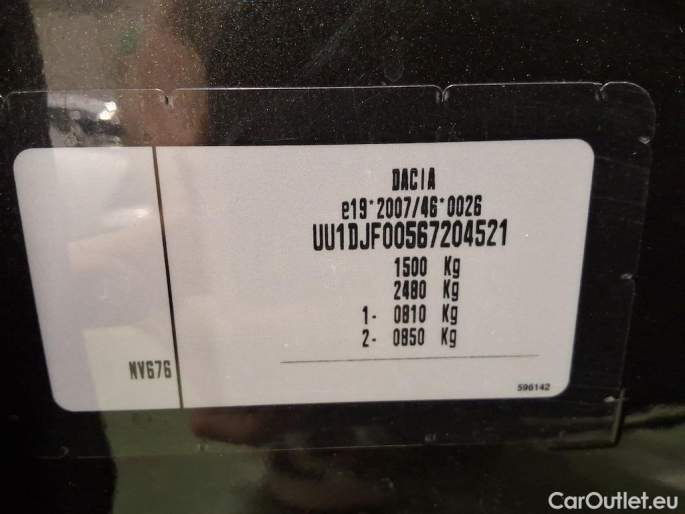 DACIA
e19*2007/46*0026
UU1DJF00567204521
1500 Kg
2480 Kg
1- 0810 Kg
2- 0850 Kg
NV676
596142
CarOutlet.eu